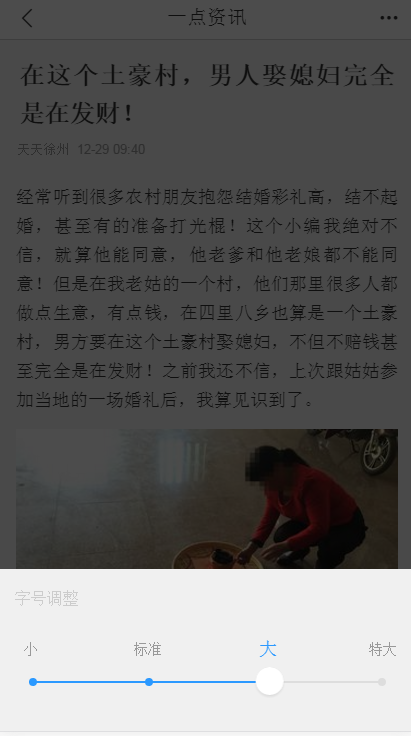 一点资讯
在这个土豪村，男人娶媳妇完全
是在发财！
天天徐州 12-29 09:40
经常听到很多农村朋友抱怨结婚彩礼高，结不起
婚，甚至有的准备打光棍！这个小编我绝对不
信，就算他能同意，他老爹和他老娘都不能同
意！但是在我老姑的一个村，他们那里很多人都
做点生意，有点钱，在四里八乡也算是一个土豪
村，男方要在这个土豪村娶媳妇，不但不赔钱甚
至完全是在发财！之前我还不信，上次跟姑姑参
加当地的一场婚礼后，我算见识到了。
字号调整
小 标准 大 特大